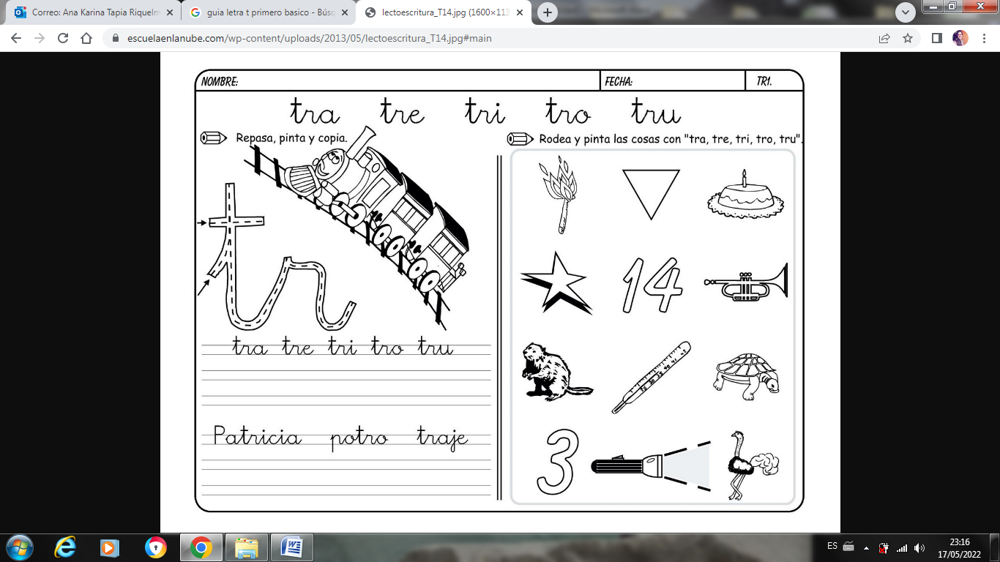 Correo: Ana Karina Tapia Riquelm
guia letra t primero basico - Búsq
lectoescritura_T14.jpg (1600×113
escuelaenlanube.com/wp-content/uploads/2013/05/lectoescritura_T14.jpg#main
NOMBRE: FECHA: TR1.
tra tre tri tro tru
Repasa, pinta y copia.
Rodea y pinta las cosas con "tra, tre, tri, tro, tru".
tr
tra tre tri tro tru
Patricia potro traje
14
3
ES
23:16
17/05/2022